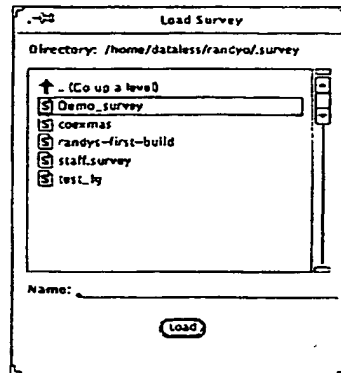 Load Survey
Directory: /home/dataless/randyo/.survey
.. (Go up a level)
Demo_survey
coexmas
randys-first-build
staff.survey
test_fg
Name:
Load